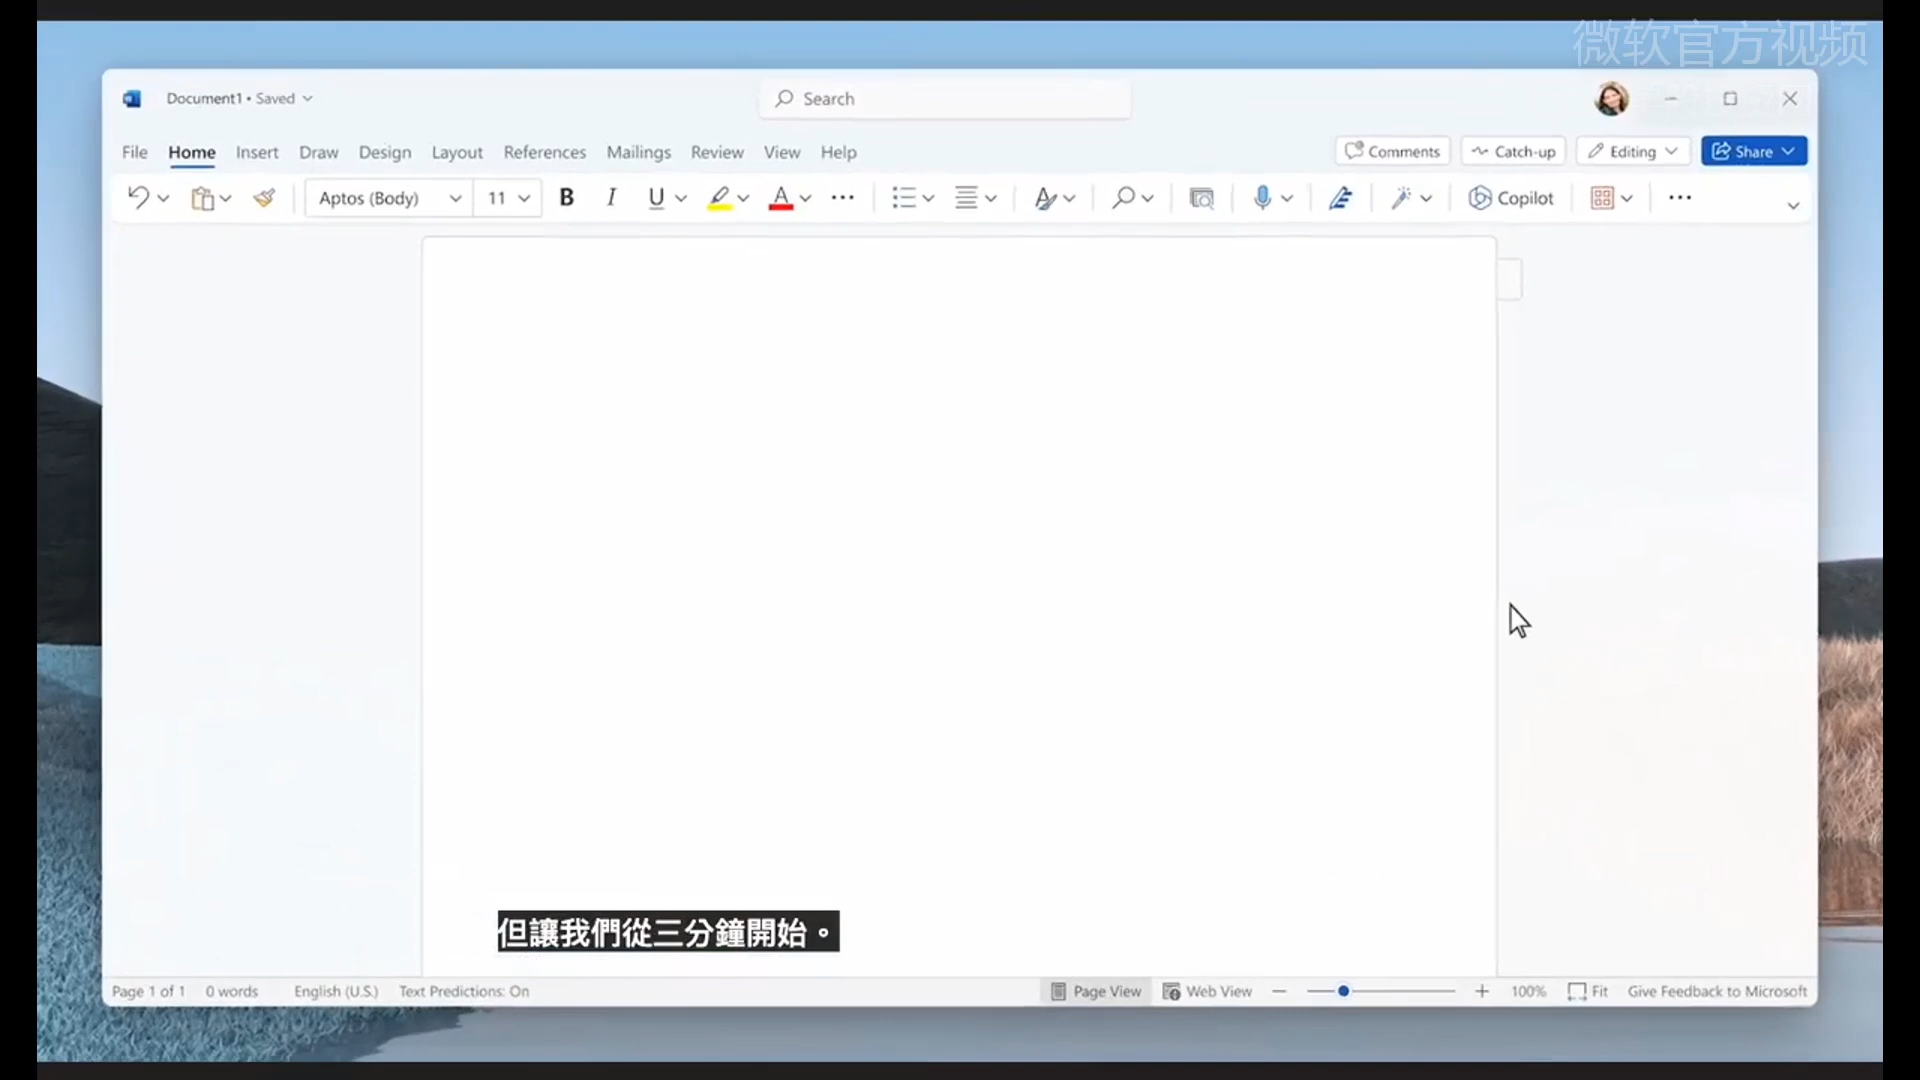 微软官方视频
Document1 • Saved
Search
File Home Insert Draw Design Layout References Mailings Review View Help
Comments Catch-up Editing Share
Aptos (Body) 11 B I U A Copilot
但讓我們從三分鐘開始。
Page 1 of 1 0 words English (U.S.) Text Predictions: On Page View Web View 100% Fit Give Feedback to Microsoft